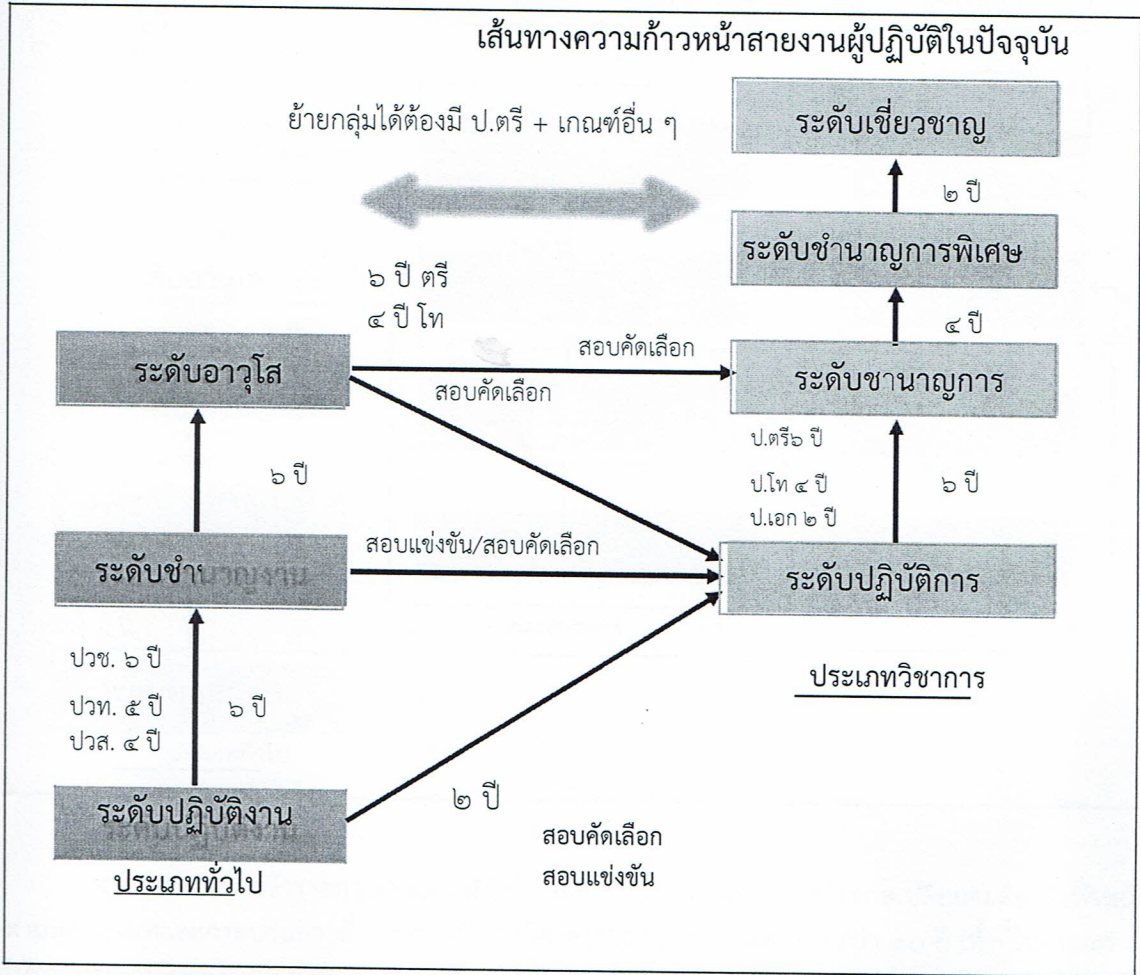 เส้นทางความก้าวหน้าสายงานผู้ปฏิบัติในปัจจุบัน
ย้ายกลุ่มได้ต้องมี ป.ตรี + เกณฑ์อื่น ๆ
ระดับเชี่ยวชาญ
๒ ปี
ระดับชำนาญการพิเศษ
๖ ปี ตรี
๔ ปี โท
๔ ปี
ระดับอาวุโส
สอบคัดเลือก
สอบคัดเลือก
ระดับชานาญการ
ป.ตรี๖ ปี
ป.โท ๔ ปี
ป.เอก ๒ ปี
๖ ปี
๖ ปี
ระดับชำนาญงาน
สอบแข่งขัน/สอบคัดเลือก
ระดับปฏิบัติการ
ประเภทวิชาการ
ปวช. ๖ ปี
ปวท. ๕ ปี
ปวส. ๔ ปี
๖ ปี
ระดับปฏิบัติงาน
ประเภททั่วไป
๒ ปี
สอบคัดเลือก
สอบแข่งขัน